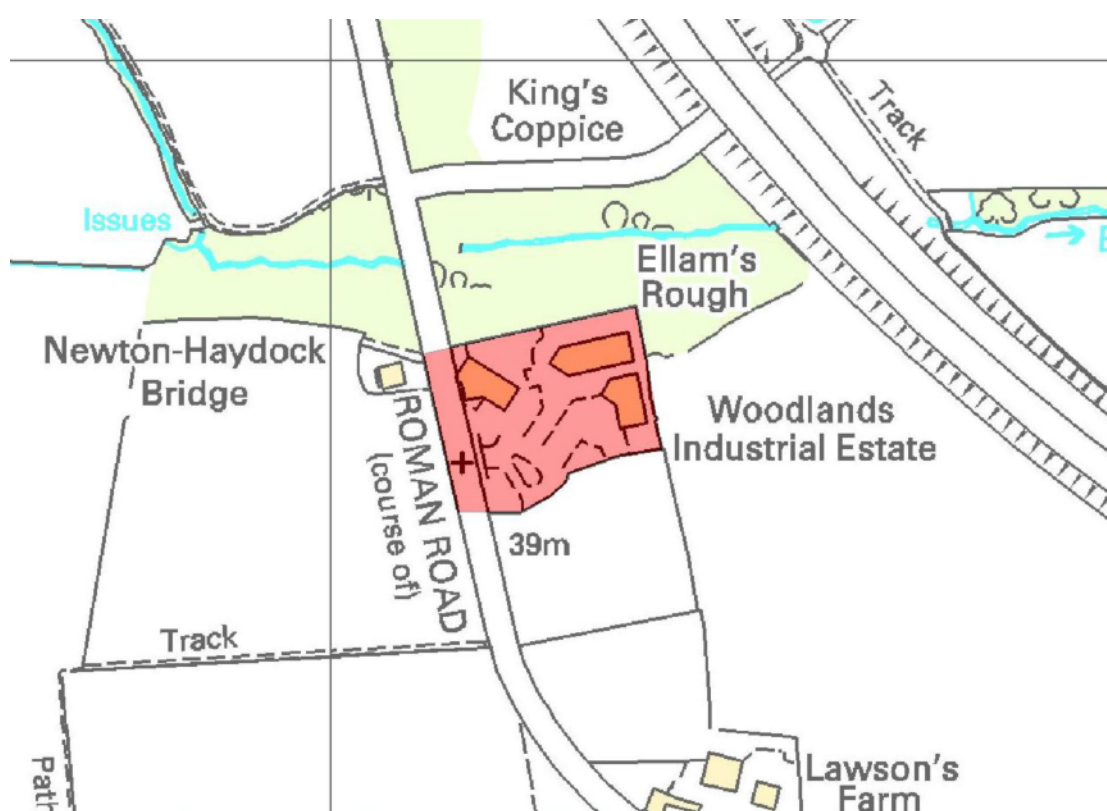 King's
Coppice
Track
Issues
Ellam's
Rough
Newton-Haydock
Bridge
ROMAN ROAD
(course of)
Woodlands
Industrial Estate
39m
Track
Path
Lawson's
Farm